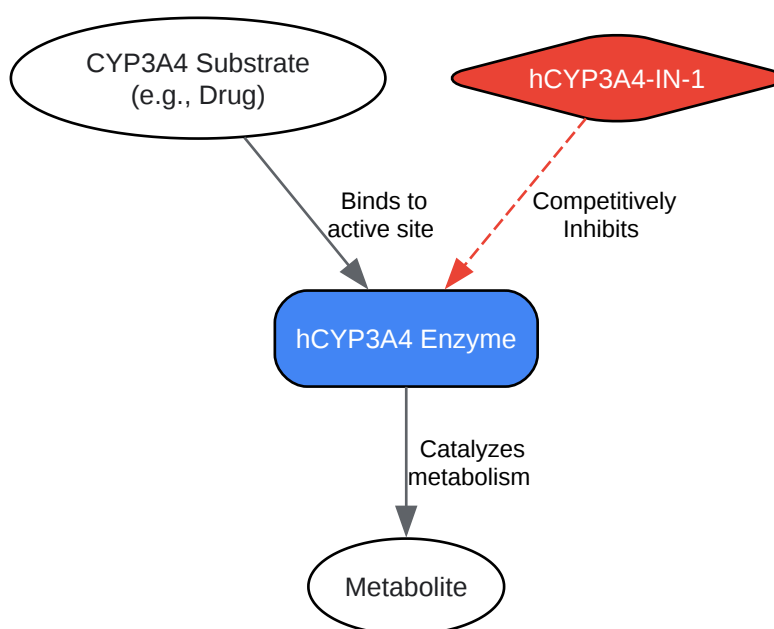 CYP3A4 Substrate
(e.g., Drug)
hCYP3A4-IN-1
Binds to
active site
Competitively
Inhibits
hCYP3A4 Enzyme
Catalyzes
metabolism
Metabolite